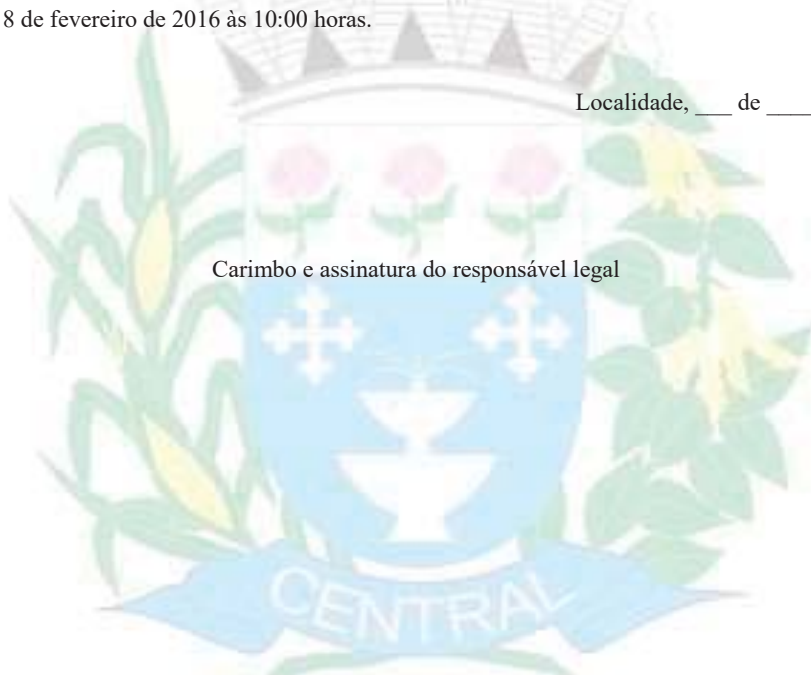 8 de fevereiro de 2016 às 10:00 horas.
Localidade, ___ de ____
Carimbo e assinatura do responsável legal
CENTRAL